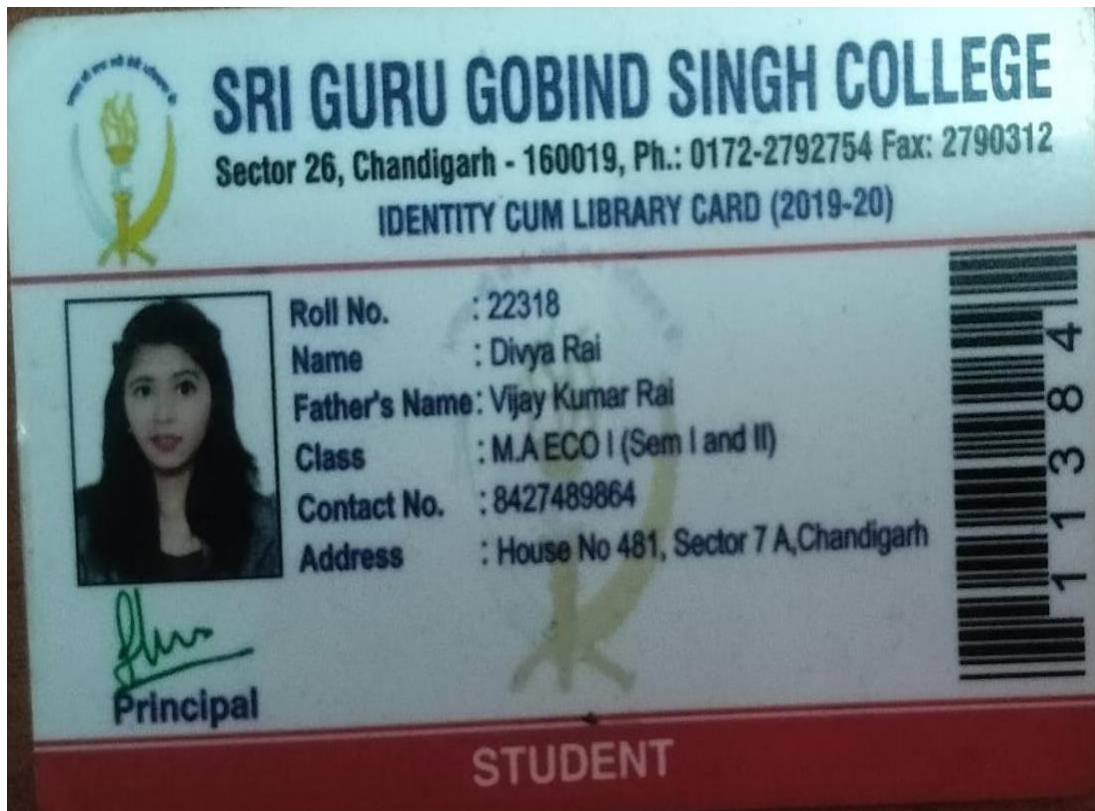 SRI GURU GOBIND SINGH COLLEGE
Sector 26, Chandigarh - 160019, Ph.: 0172-2792754 Fax: 2790312
IDENTITY CUM LIBRARY CARD (2019-20)
Roll No. : 22318
Name : Divya Rai
Father's Name: Vijay Kumar Rai
Class : M.A ECO I (Sem I and II)
Contact No. : 8427489864
Address : House No 481, Sector 7 A,Chandigarh
11384
Principal
STUDENT